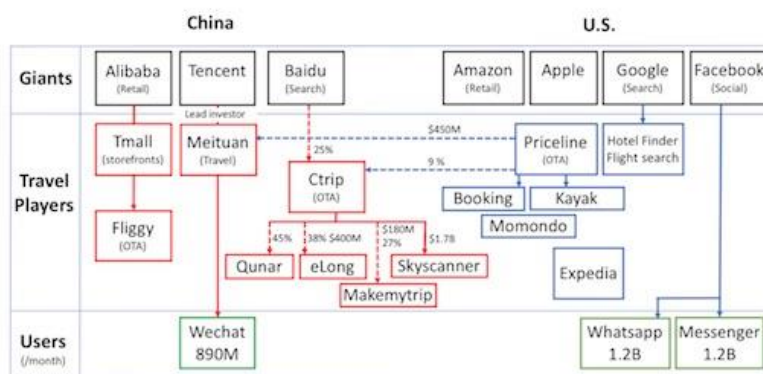 China
U.S.
Giants
Alibaba
(Retail)
Tencent
Baidu
(Search)
Amazon
(Retail)
Apple
Google
(Search)
Facebook
(Social)
Lead investor
Travel
Players
Tmall
(storefronts)
Meituan
(Travel)
$450M
25%
9 %
Priceline
(OTA)
Hotel Finder
Flight search
Ctrip
(OTA)
Booking
Kayak
Momondo
Fliggy
(OTA)
45%
38% $400M
$180M
27%
$1.7B
Qunar
eLong
Skyscanner
Makemytrip
Expedia
Users
(/month)
Wechat
890M
Whatsapp
1.2B
Messenger
1.2B